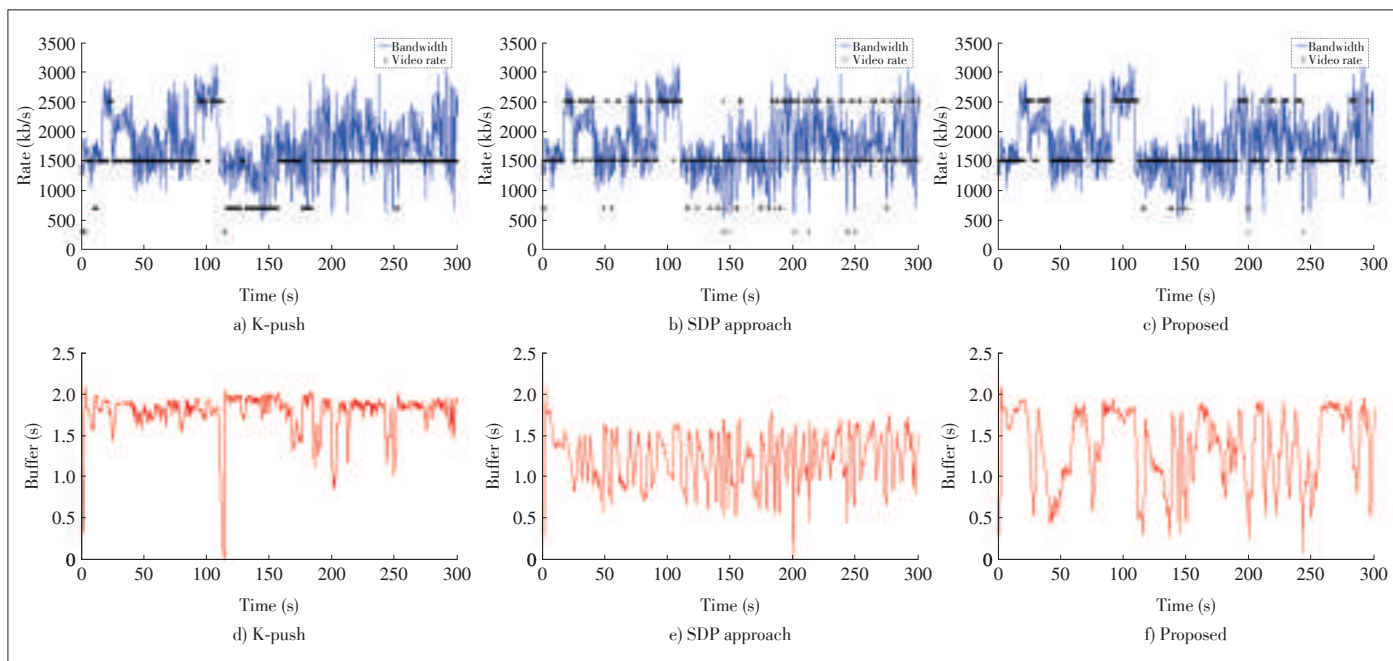 3500
3000
2500
2000
1500
1000
500
0
Rate (kb/s)
Bandwidth
Video rate
0 50 100 150 200 250 300
Time (s)
a) K-push
3500
3000
2500
2000
1500
1000
500
0
Rate (kb/s)
Bandwidth
Video rate
0 50 100 150 200 250 300
Time (s)
b) SDP approach
3500
3000
2500
2000
1500
1000
500
0
Rate (kb/s)
Bandwidth
Video rate
0 50 100 150 200 250 300
Time (s)
c) Proposed
2.5
2.0
1.5
1.0
0.5
0
Buffer (s)
0 50 100 150 200 250 300
Time (s)
d) K-push
2.5
2.0
1.5
1.0
0.5
0
Buffer (s)
0 50 100 150 200 250 300
Time (s)
e) SDP approach
2.5
2.0
1.5
1.0
0.5
0
Buffer (s)
0 50 100 150 200 250 300
Time (s)
f) Proposed